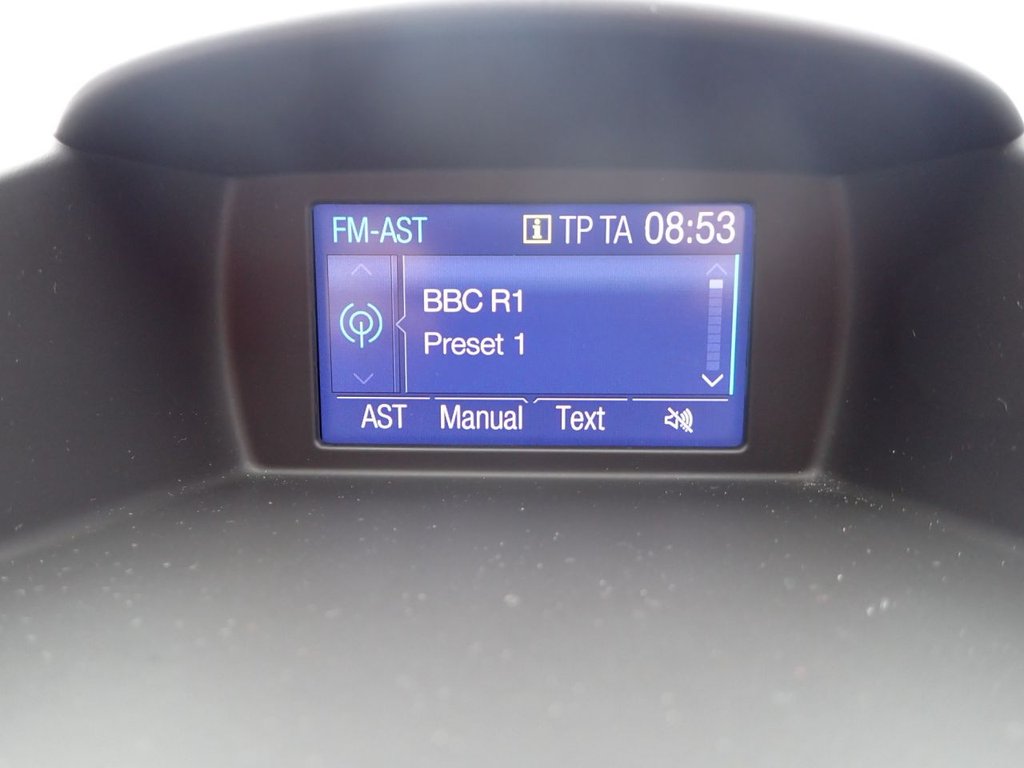 FM-AST i TP TA 08:53
BBC R1
Preset 1
AST Manual Text